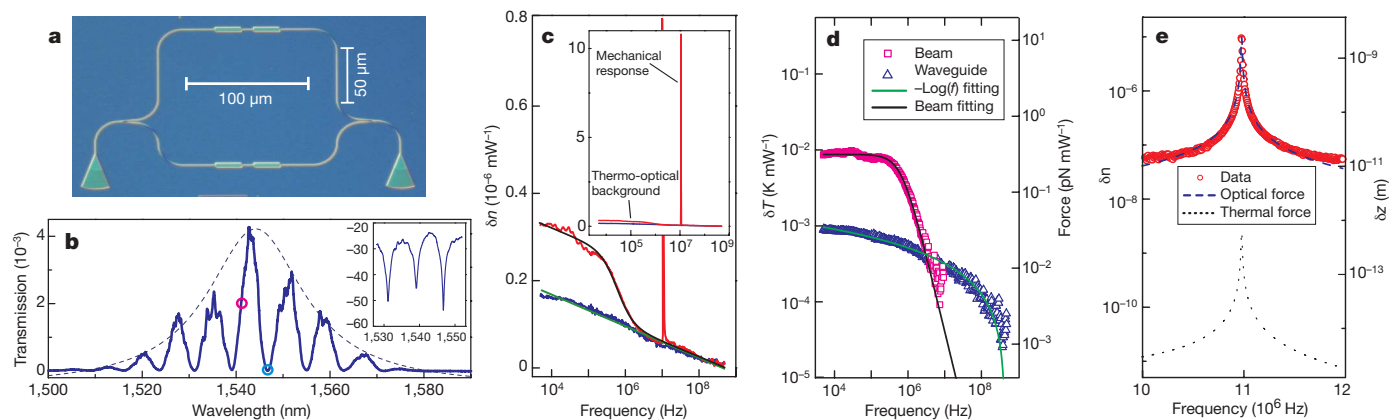 a
100 µm
50 µm
b
Transmission (10⁻³)
4
2
0
1,500
1,520
1,540
1,560
1,580
Wavelength (nm)
−20
−30
−40
−50
−60
1,530
1,540
1,550
c
δn (10⁻⁶ mW⁻¹)
0.8
0.6
0.4
0.2
0
10⁴
10⁶
10⁸
Frequency (Hz)
10
5
0
Mechanical
response
Thermo-optical
background
10⁵
10⁷
10⁹
d
δT (K mW⁻¹)
10⁻¹
10⁻²
10⁻³
10⁻⁴
10⁻⁵
Beam
Waveguide
−Log(f) fitting
Beam fitting
10¹
10⁰
10⁻¹
10⁻²
10⁻³
Force (pN mW⁻¹)
10⁴
10⁶
10⁸
Frequency (Hz)
e
δn
10⁻⁴
10⁻⁶
10⁻⁸
10⁻¹⁰
Data
Optical force
Thermal force
10⁻⁹
10⁻¹¹
10⁻¹³
δz (m)
10
11
12
Frequency (10⁶ Hz)